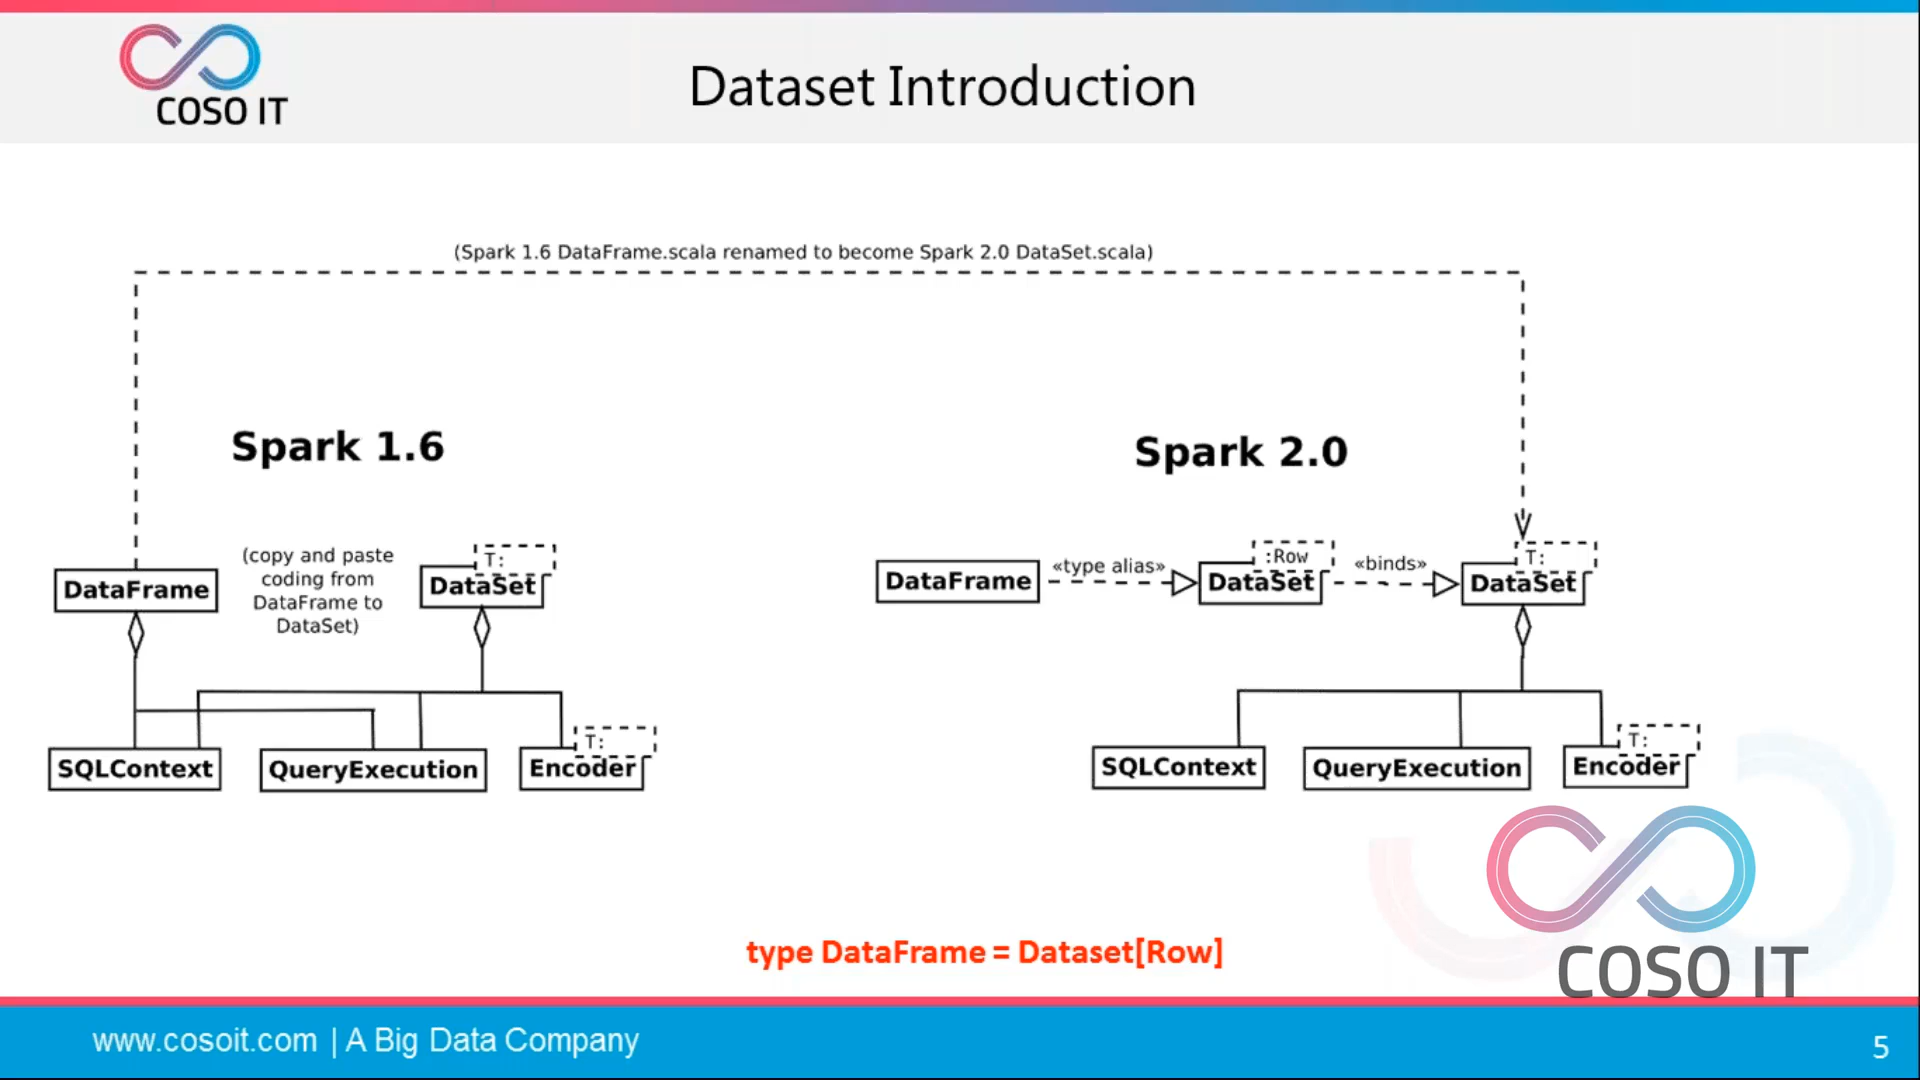 COSO IT
Dataset Introduction
(Spark 1.6 DataFrame.scala renamed to become Spark 2.0 DataSet.scala)
Spark 1.6
Spark 2.0
DataFrame
(copy and paste
coding from
DataFrame to
DataSet)
T:
DataSet
SQLContext
QueryExecution
T:
Encoder
DataFrame
«type alias»
:Row
DataSet
«binds»
T:
DataSet
SQLContext
QueryExecution
T:
Encoder
type DataFrame = Dataset[Row]
COSO IT
www.cosoit.com | A Big Data Company
5